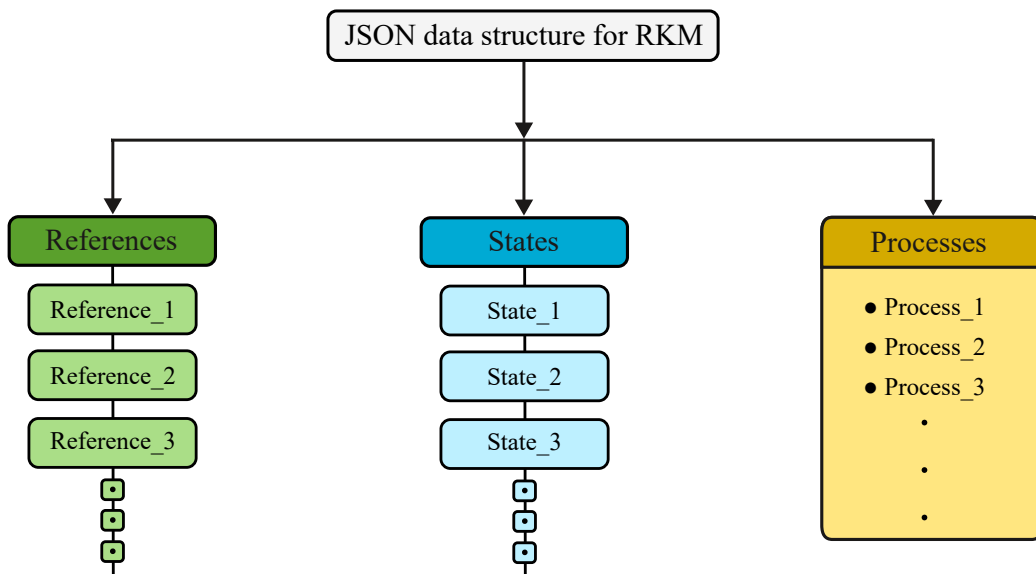 JSON data structure for RKM
References
Reference_1
Reference_2
Reference_3
States
State_1
State_2
State_3
Processes
● Process_1
● Process_2
● Process_3